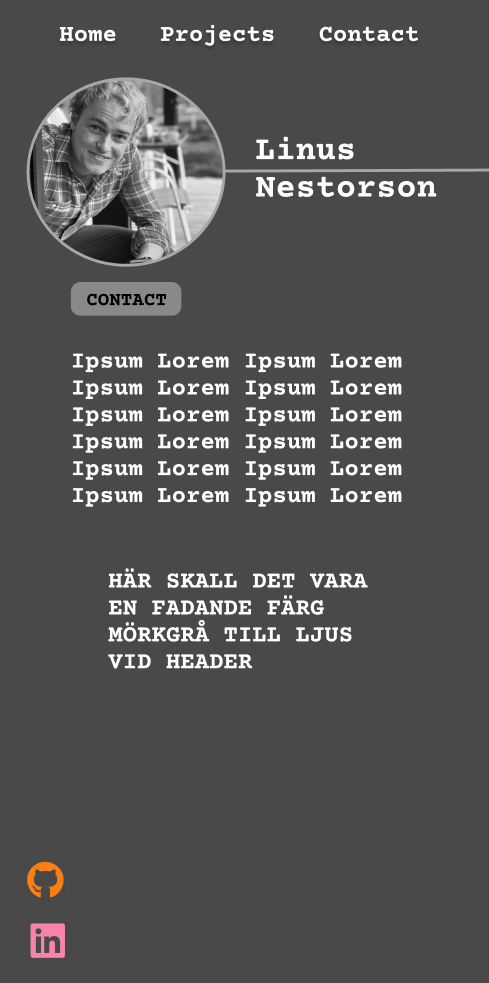 Home Projects Contact
Linus
Nestorson
CONTACT
Ipsum Lorem Ipsum Lorem
Ipsum Lorem Ipsum Lorem
Ipsum Lorem Ipsum Lorem
Ipsum Lorem Ipsum Lorem
Ipsum Lorem Ipsum Lorem
Ipsum Lorem Ipsum Lorem
HÄR SKALL DET VARA
EN FADANDE FÄRG
MÖRKGRÅ TILL LJUS
VID HEADER
in